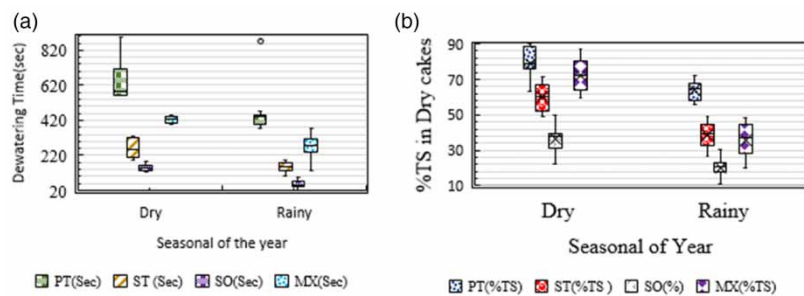 (a)
Dewatering Time(sec)
820
620
420
220
20
Dry Rainy
Seasonal of the year
PT(Sec) ST (Sec) SO(Sec) MX(Sec)
(b)
%TS in Dry cakes
90
70
50
30
10
Dry Rainy
Seasonal of Year
PT(%TS) ST(%TS ) SO(%) MX(%TS)